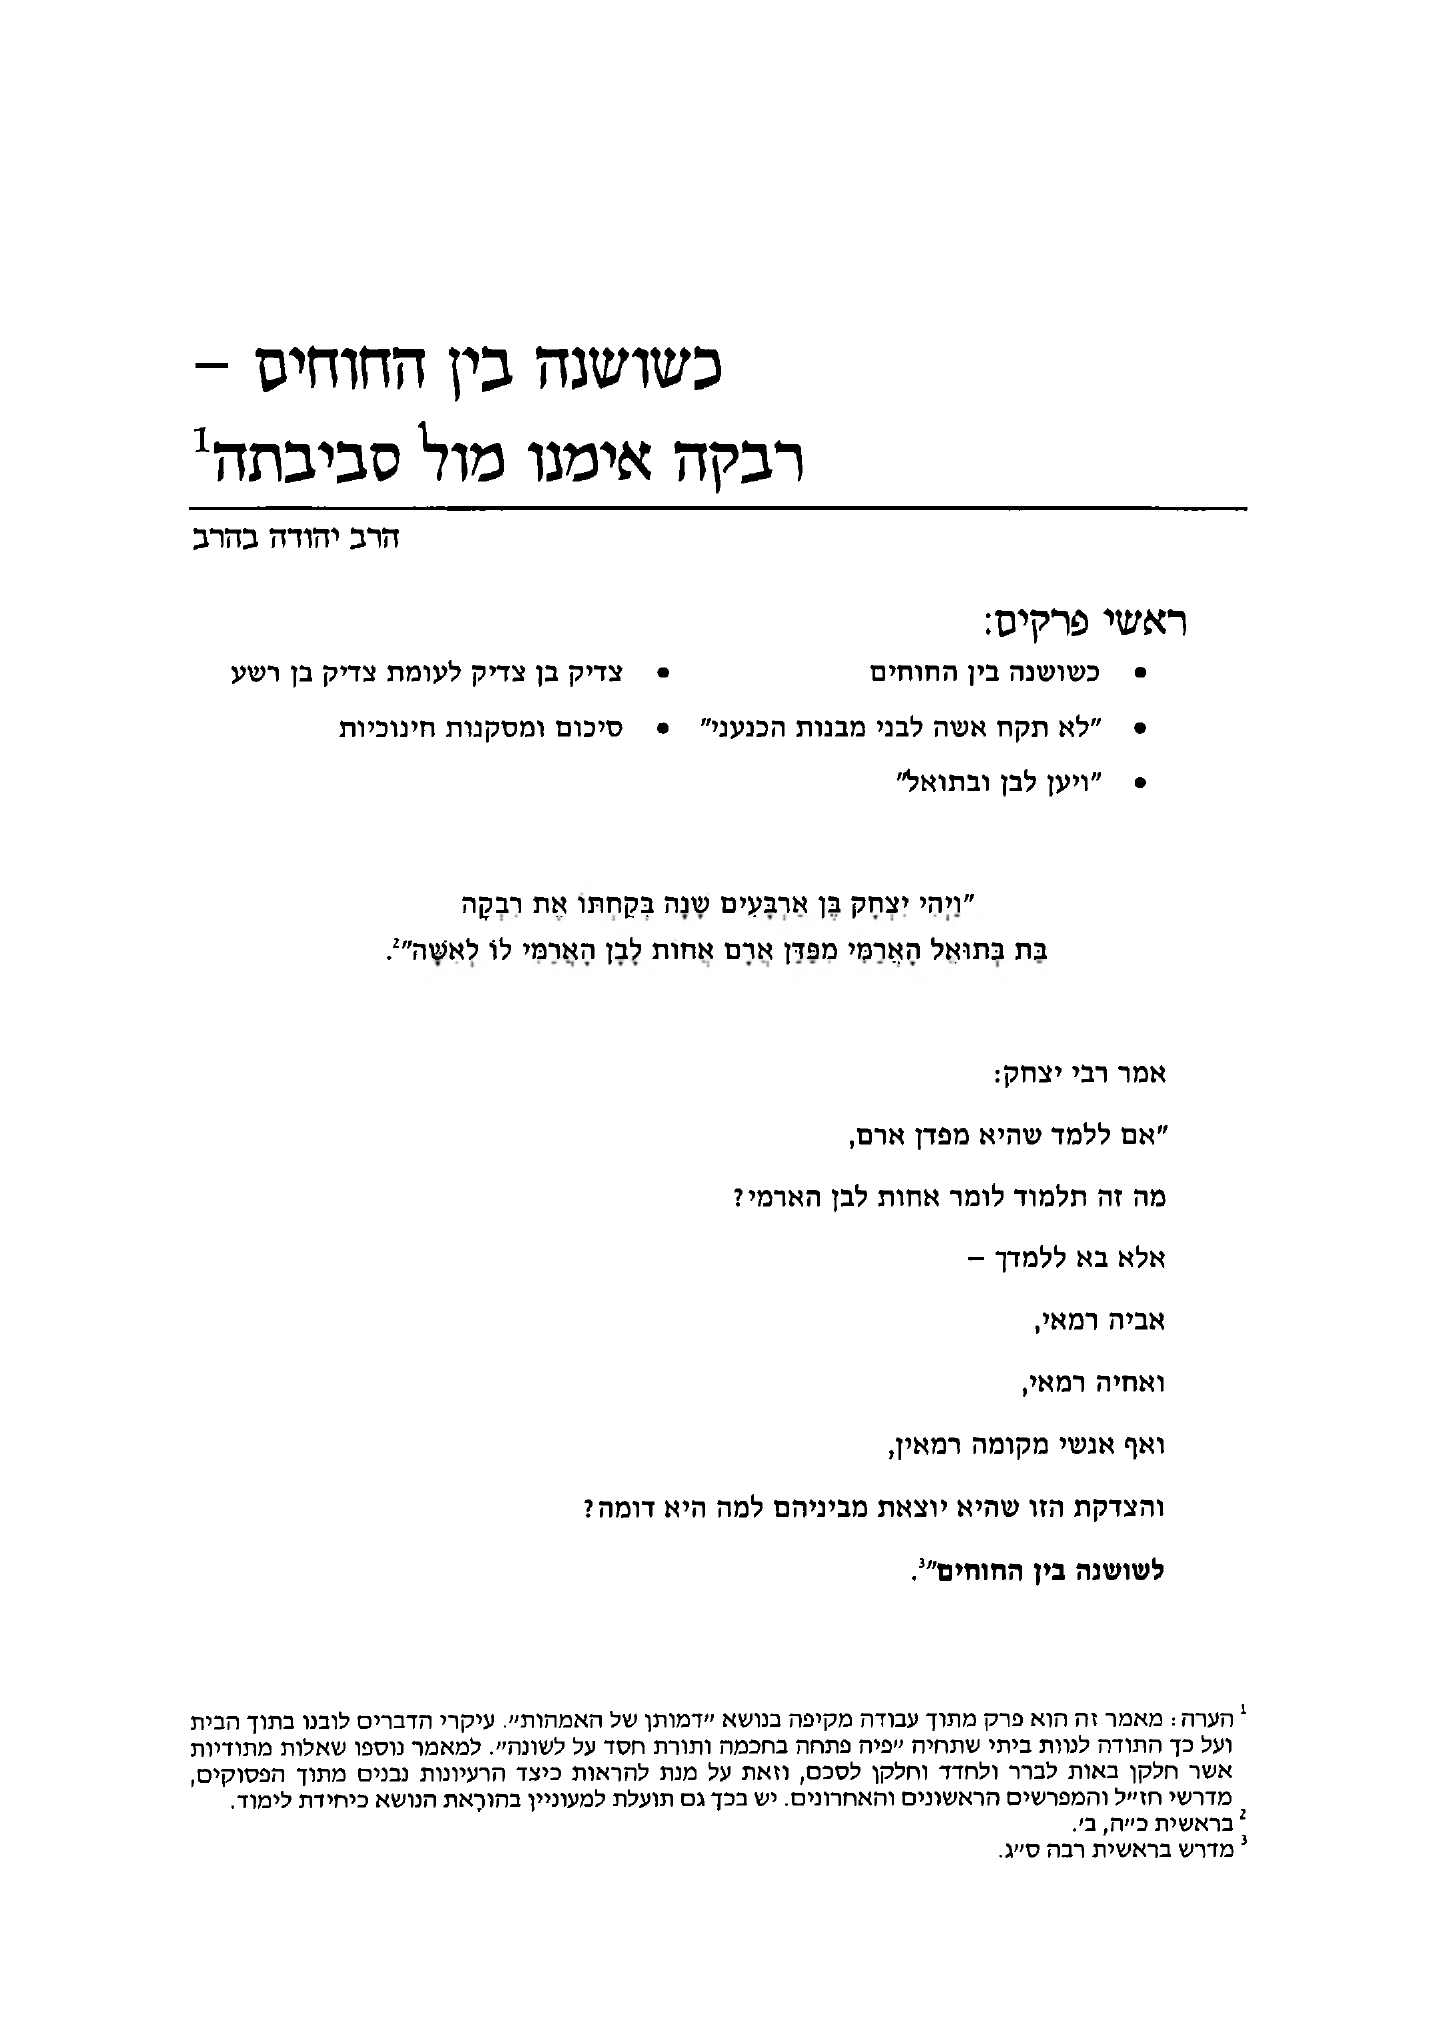 כשושנה בין החוחים –
רבקה אימנו מול סביבתה¹
הרב יהודה בהרב
ראשי פרקים:
• כשושנה בין החוחים
• "לא תקח אשה לבני מבנות הכנעני"
• "ויען לבן ובתואל"
• צדיק בן צדיק לעומת צדיק בן רשע
• סיכום ומסקנות חינוכיות
"וַיְהִי יִצְחָק בֶּן אַרְבָּעִים שָׁנָה בְּקַחְתּוֹ אֶת רִבְקָה
בַּת בְּתוּאֵל הָאֲרַמִּי מִפַּדַּן אֲרָם אֲחוֹת לָבָן הָאֲרַמִּי לוֹ לְאִשָּׁה"².
אמר רבי יצחק:
"אם ללמד שהיא מפדן ארם,
מה זה תלמוד לומר אחות לבן הארמי?
אלא בא ללמדך –
אביה רמאי,
ואחיה רמאי,
ואף אנשי מקומה רמאין,
והצדקת הזו שהיא יוצאת מביניהם למה היא דומה?
לשושנה בין החוחים"³.
¹ הערה: מאמר זה הוא פרק מתוך עבודה מקיפה בנושא "דמותן של האמהות". עיקרי הדברים לובנו בתוך הבית
ועל כך התודה לנוות ביתי שתחיה "פיה פתחה בחכמה ותורת חסד על לשונה". למאמר נוספו שאלות מתודיות
אשר חלקן באות לברר ולחדד וחלקן לסכם, וזאת על מנת להראות כיצד הרעיונות נבנים מתוך הפסוקים,
מדרשי חז"ל והמפרשים הראשונים והאחרונים. יש בכך גם תועלת למעוניין בהוראת הנושא כיחידת לימוד.
² בראשית כ"ה, ב'.
³ מדרש בראשית רבה ס"ג.